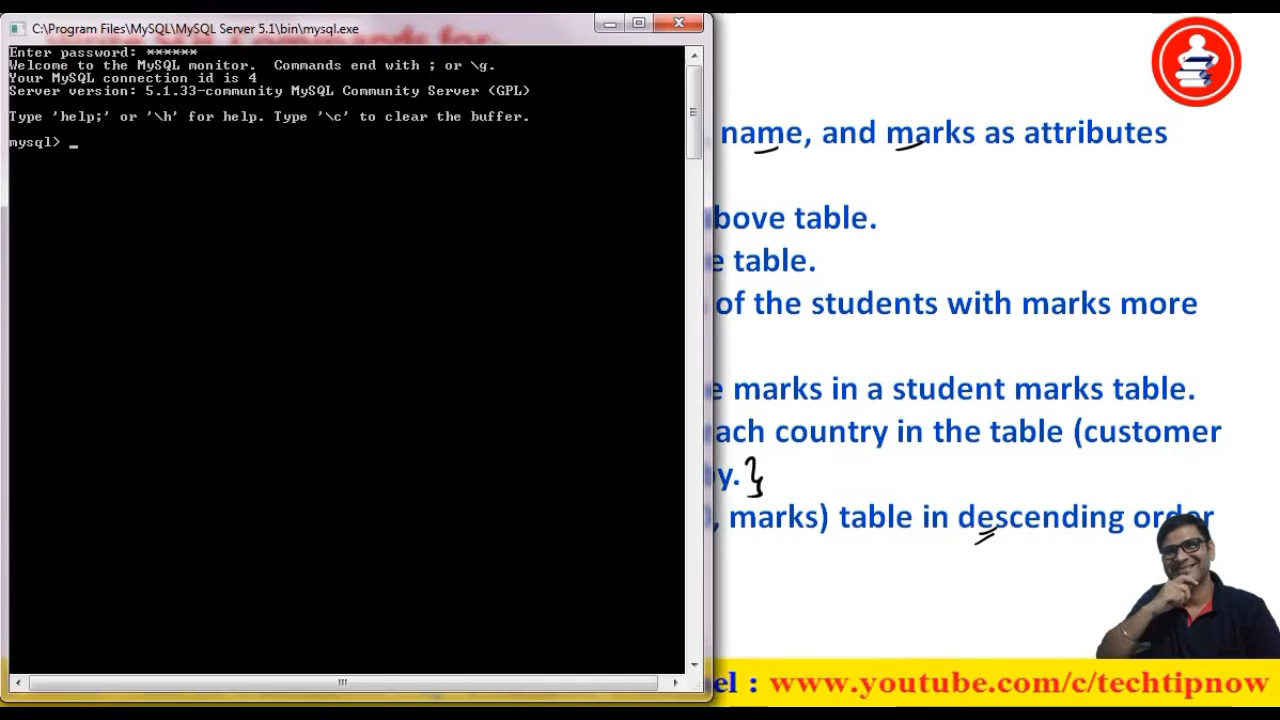 C:\Program Files\MySQL\MySQL Server 5.1\bin\mysql.exe
Enter password: ******
Welcome to the MySQL monitor.  Commands end with ; or \g.
Your MySQL connection id is 4
Server version: 5.1.33-community MySQL Community Server (GPL)
Type 'help;' or '\h' for help. Type '\c' to clear the buffer.
mysql> _
name, and marks as attributes
bove table.
e table.
of the students with marks more
e marks in a student marks table.
ach country in the table (customer
y.}
, marks) table in descending order
el : www.youtube.com/c/techtipnow